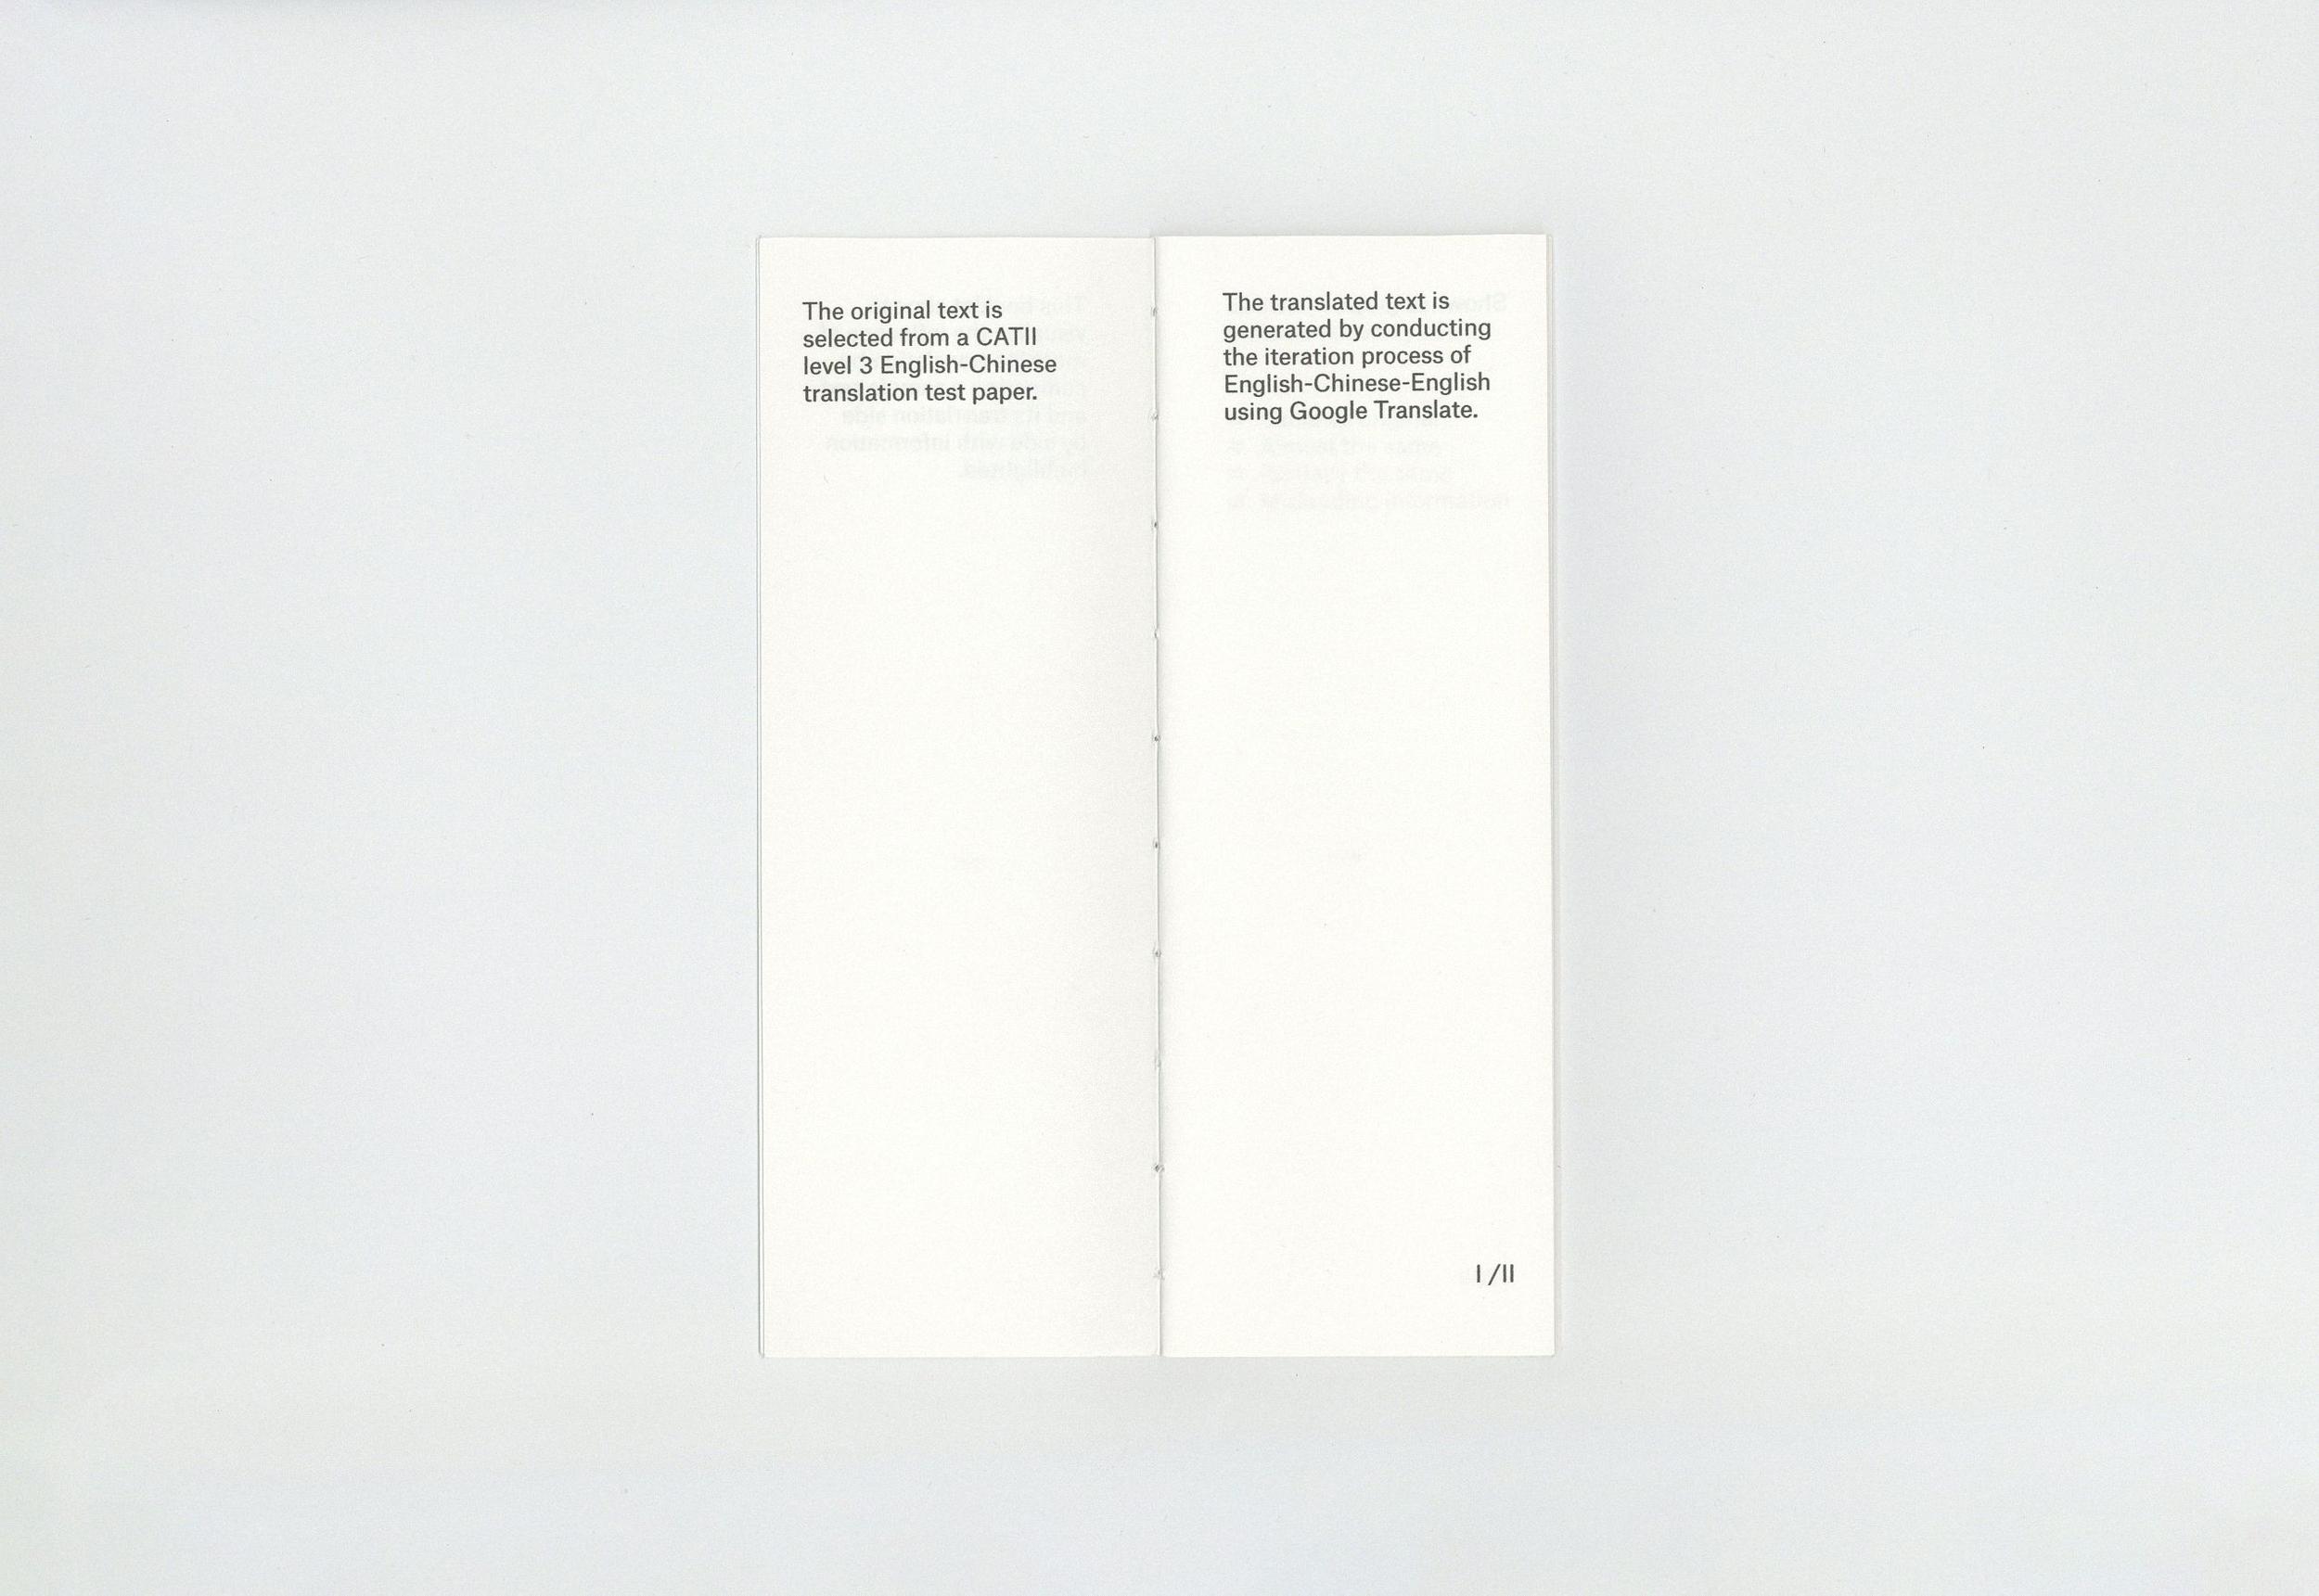 The original text is
selected from a CATII
level 3 English-Chinese
translation test paper.
The translated text is
generated by conducting
the iteration process of
English-Chinese-English
using Google Translate.
I/II